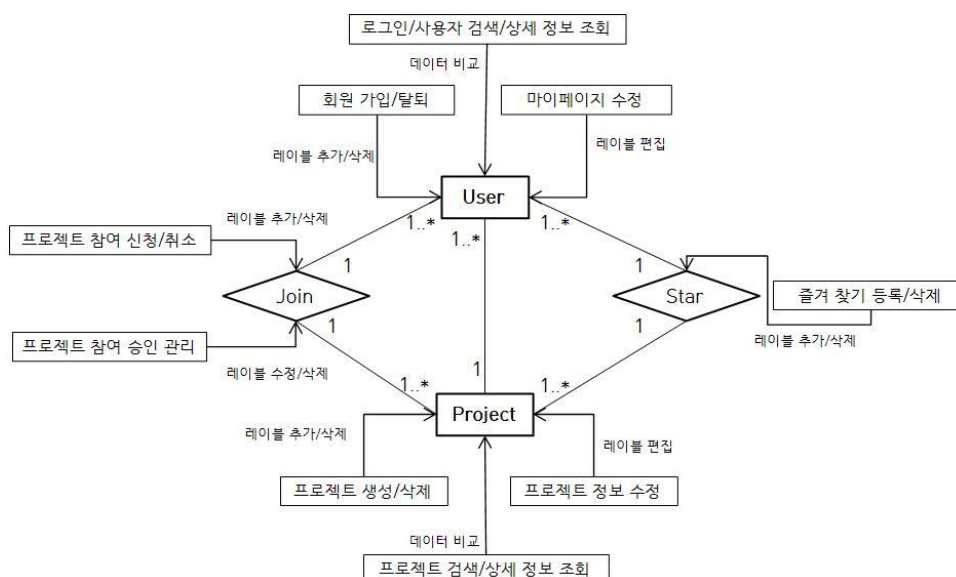 로그인/사용자 검색/상세 정보 조회
데이터 비교
회원 가입/탈퇴
마이페이지 수정
레이블 추가/삭제
레이블 편집
User
1..*
1..*
1..*
레이블 추가/삭제
프로젝트 참여 신청/취소
1
1
Join
Star
즐겨 찾기 등록/삭제
1
1
프로젝트 참여 승인 관리
레이블 추가/삭제
레이블 수정/삭제
1..*
1
1..*
Project
레이블 추가/삭제
레이블 편집
프로젝트 생성/삭제
프로젝트 정보 수정
데이터 비교
프로젝트 검색/상세 정보 조회